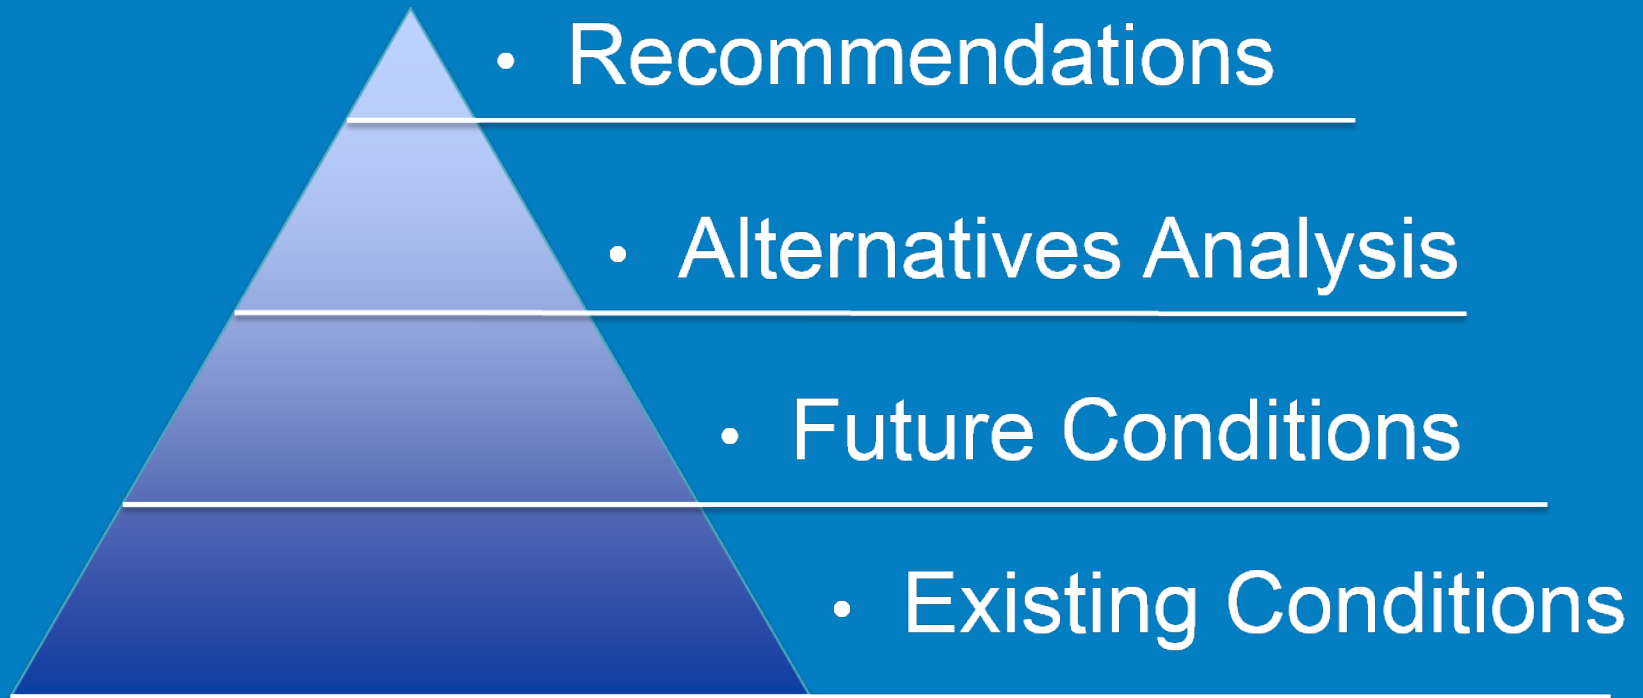 • Recommendations
• Alternatives Analysis
• Future Conditions
• Existing Conditions